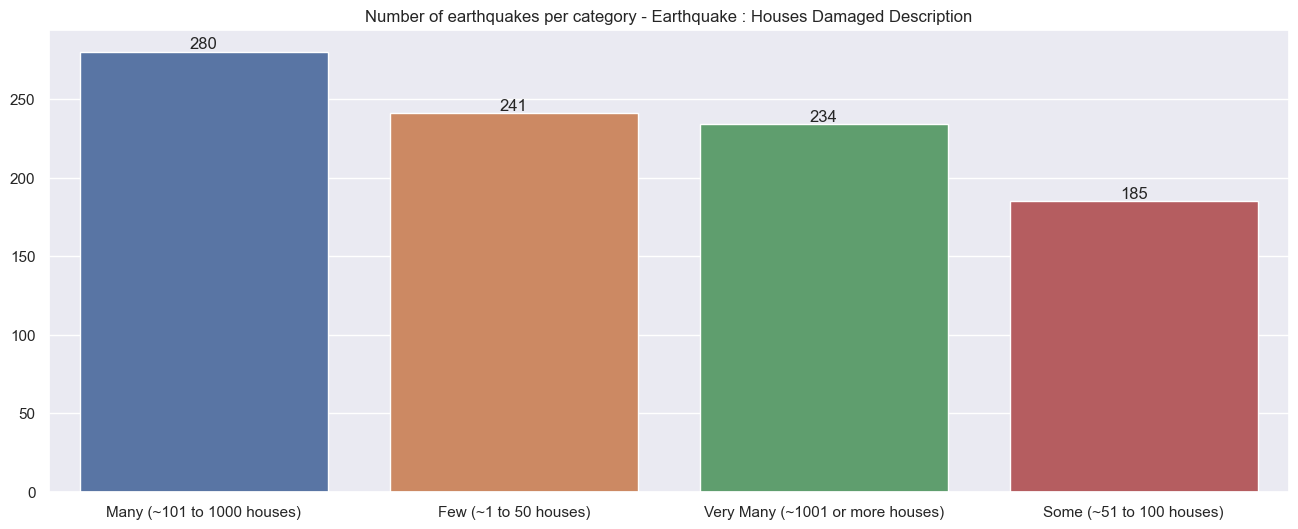 Number of earthquakes per category - Earthquake : Houses Damaged Description
280
241
234
185
250
200
150
100
50
0
Many (~101 to 1000 houses)
Few (~1 to 50 houses)
Very Many (~1001 or more houses)
Some (~51 to 100 houses)